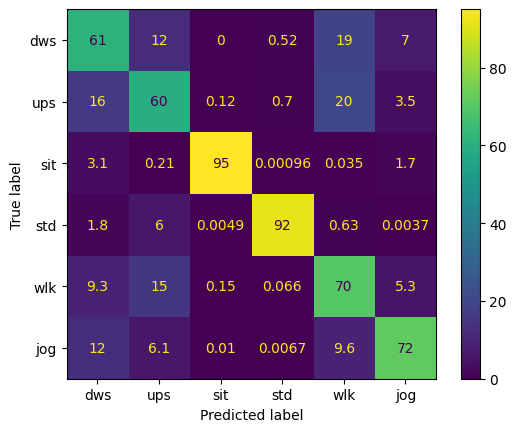 dws 61 12 0 0.52 19 7
ups 16 60 0.12 0.7 20 3.5
sit 3.1 0.21 95 0.00096 0.035 1.7
std 1.8 6 0.0049 92 0.63 0.0037
wlk 9.3 15 0.15 0.066 70 5.3
jog 12 6.1 0.01 0.0067 9.6 72
dws ups sit std wlk jog
Predicted label
True label
80
60
40
20
0